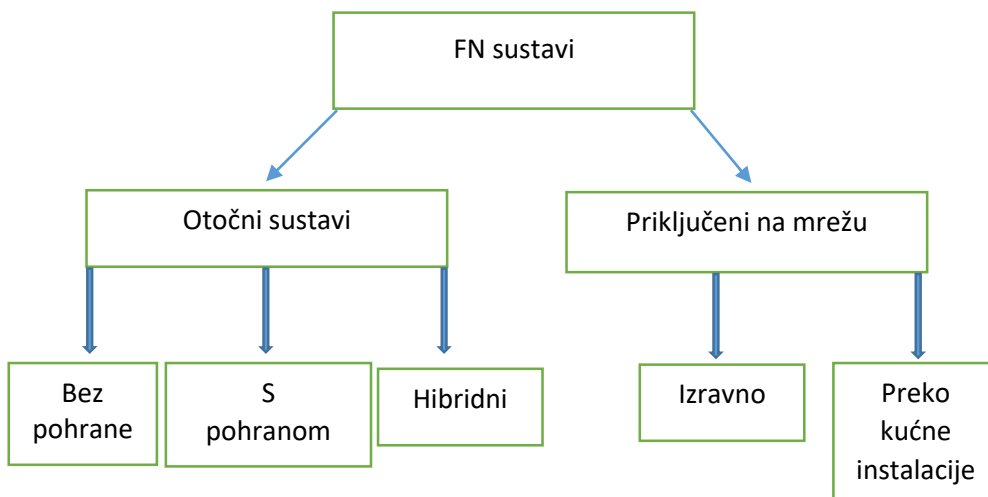 FN sustavi
Otočni sustavi
Priključeni na mrežu
Bez
pohrane
S
pohranom
Hibridni
Izravno
Preko
kućne
instalacije